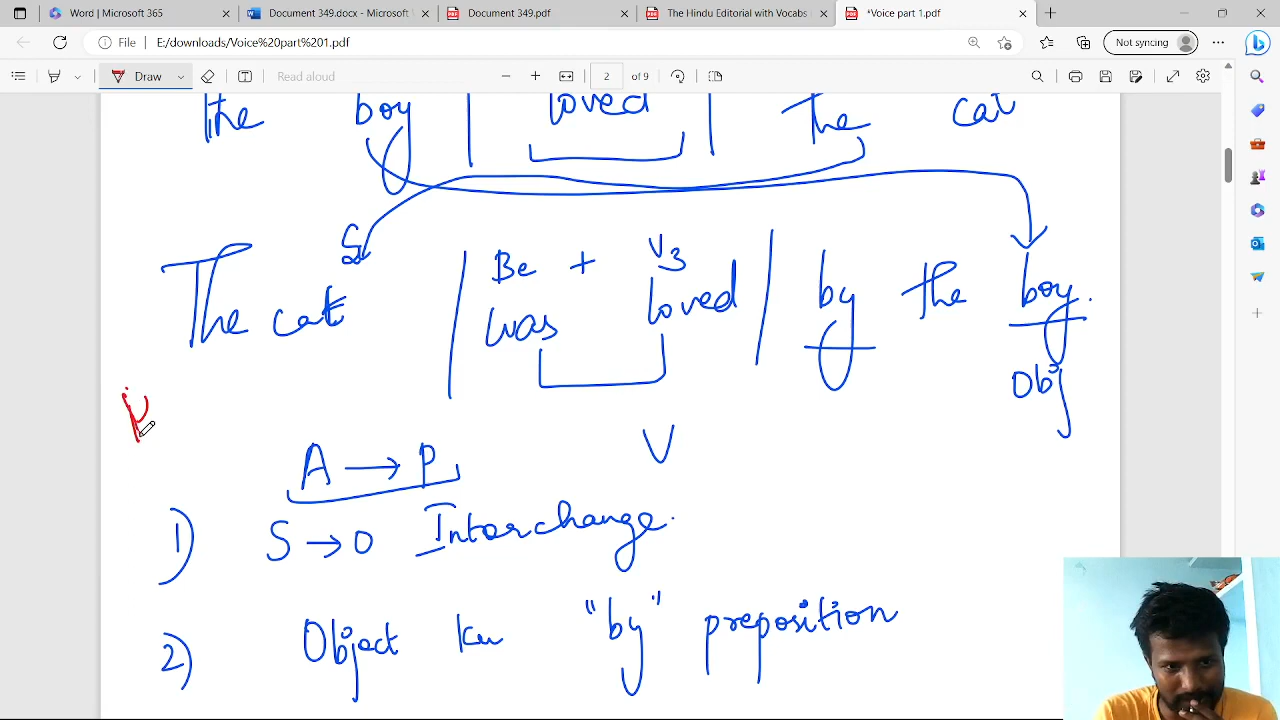 Word | Microsoft 365
Document 349.docx - Microsoft
Document 349.pdf
The Hindu Editorial with Vocabs
*Voice part 1.pdf
File
E:/downloads/Voice%20part%201.pdf
Not syncing
Draw
Read aloud
2
of 9
The boy | loved | the cat
S
Be + V3
The cat | was loved | by the boy.
Obj
V
A → P
1) S → O Interchange.
2) Object ku "by" preposition